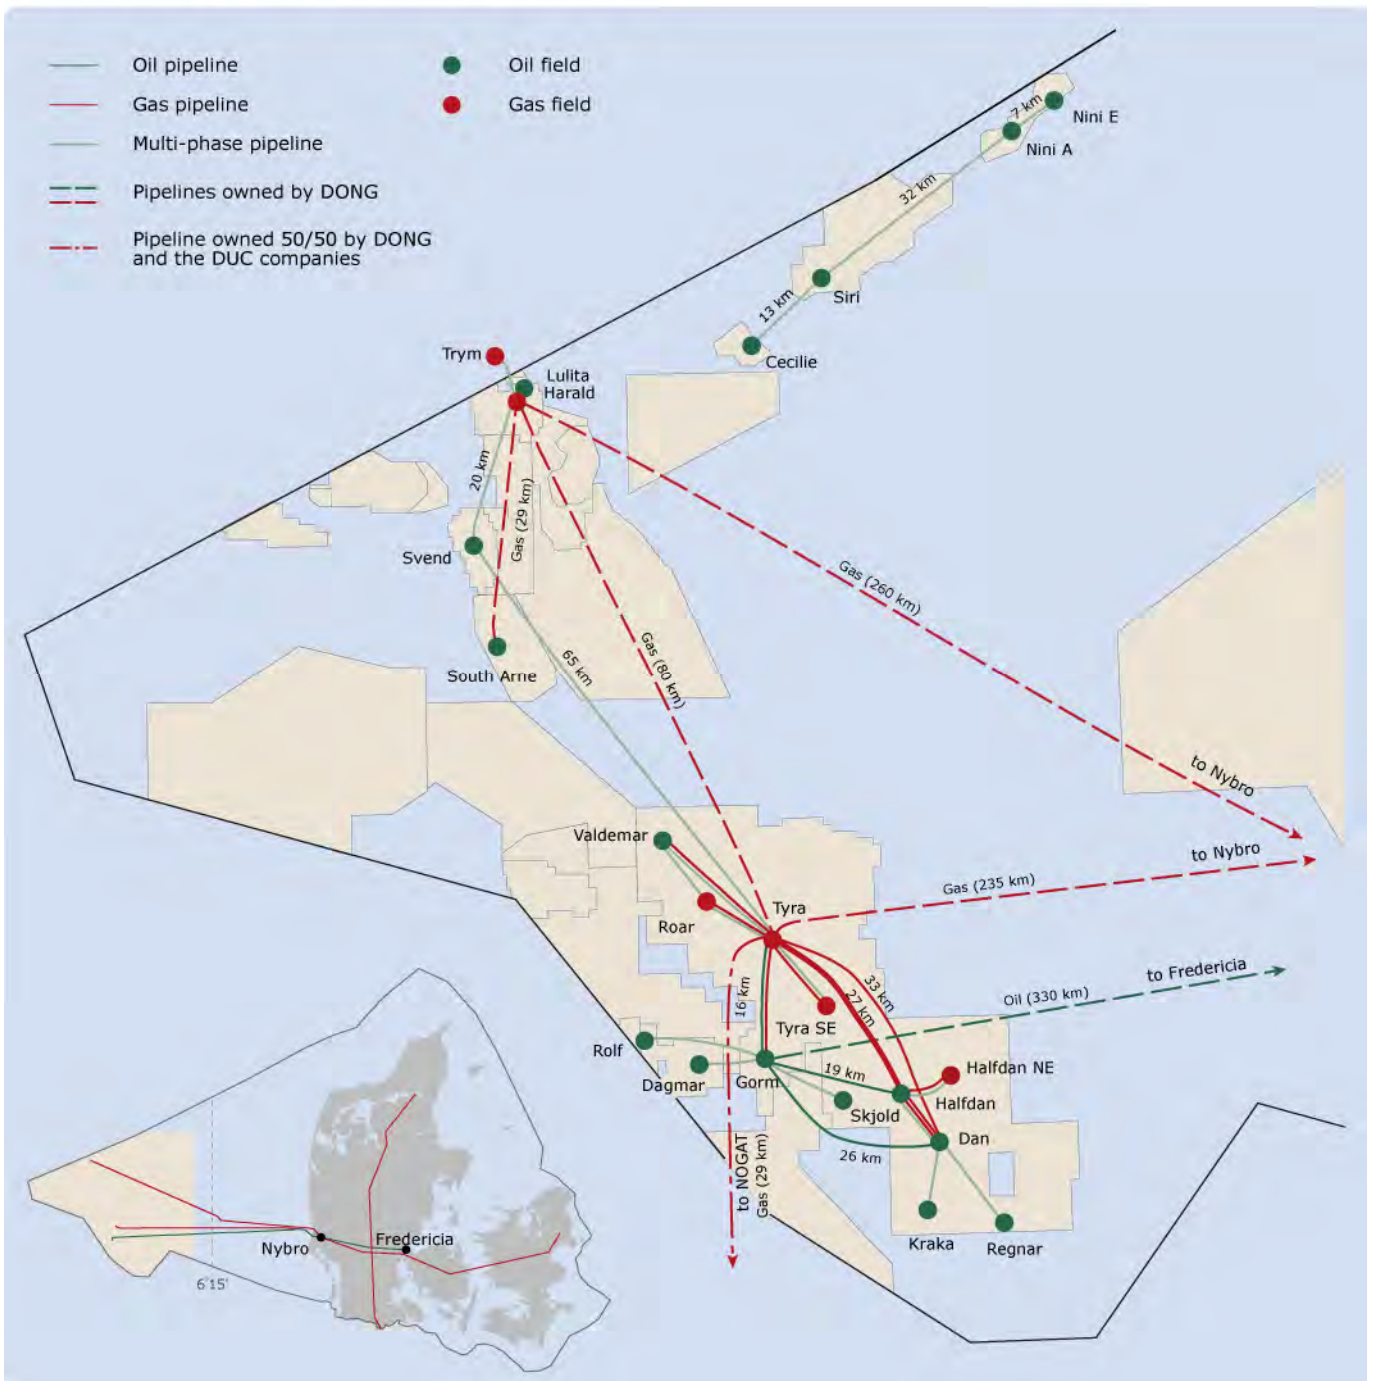 Oil pipeline
Oil field
Gas pipeline
Gas field
Multi-phase pipeline
Pipelines owned by DONG
Pipeline owned 50/50 by DONG
and the DUC companies
7 km
Nini E
Nini A
32 km
Siri
13 km
Cecilie
Trym
Lulita
Harald
20 km
Gas (29 km)
Svend
Gas (260 km)
South Arne
65 km
Gas (80 km)
to Nybro
Valdemar
to Nybro
Gas (235 km)
Tyra
Roar
to Fredericia
Oil (330 km)
33 km
27 km
16 km
Tyra SE
Rolf
Dagmar
Gorm
19 km
Halfdan NE
Halfdan
Skjold
Dan
26 km
to NOGAT
Gas (29 km)
Kraka
Regnar
Nybro
Fredericia
6°15'